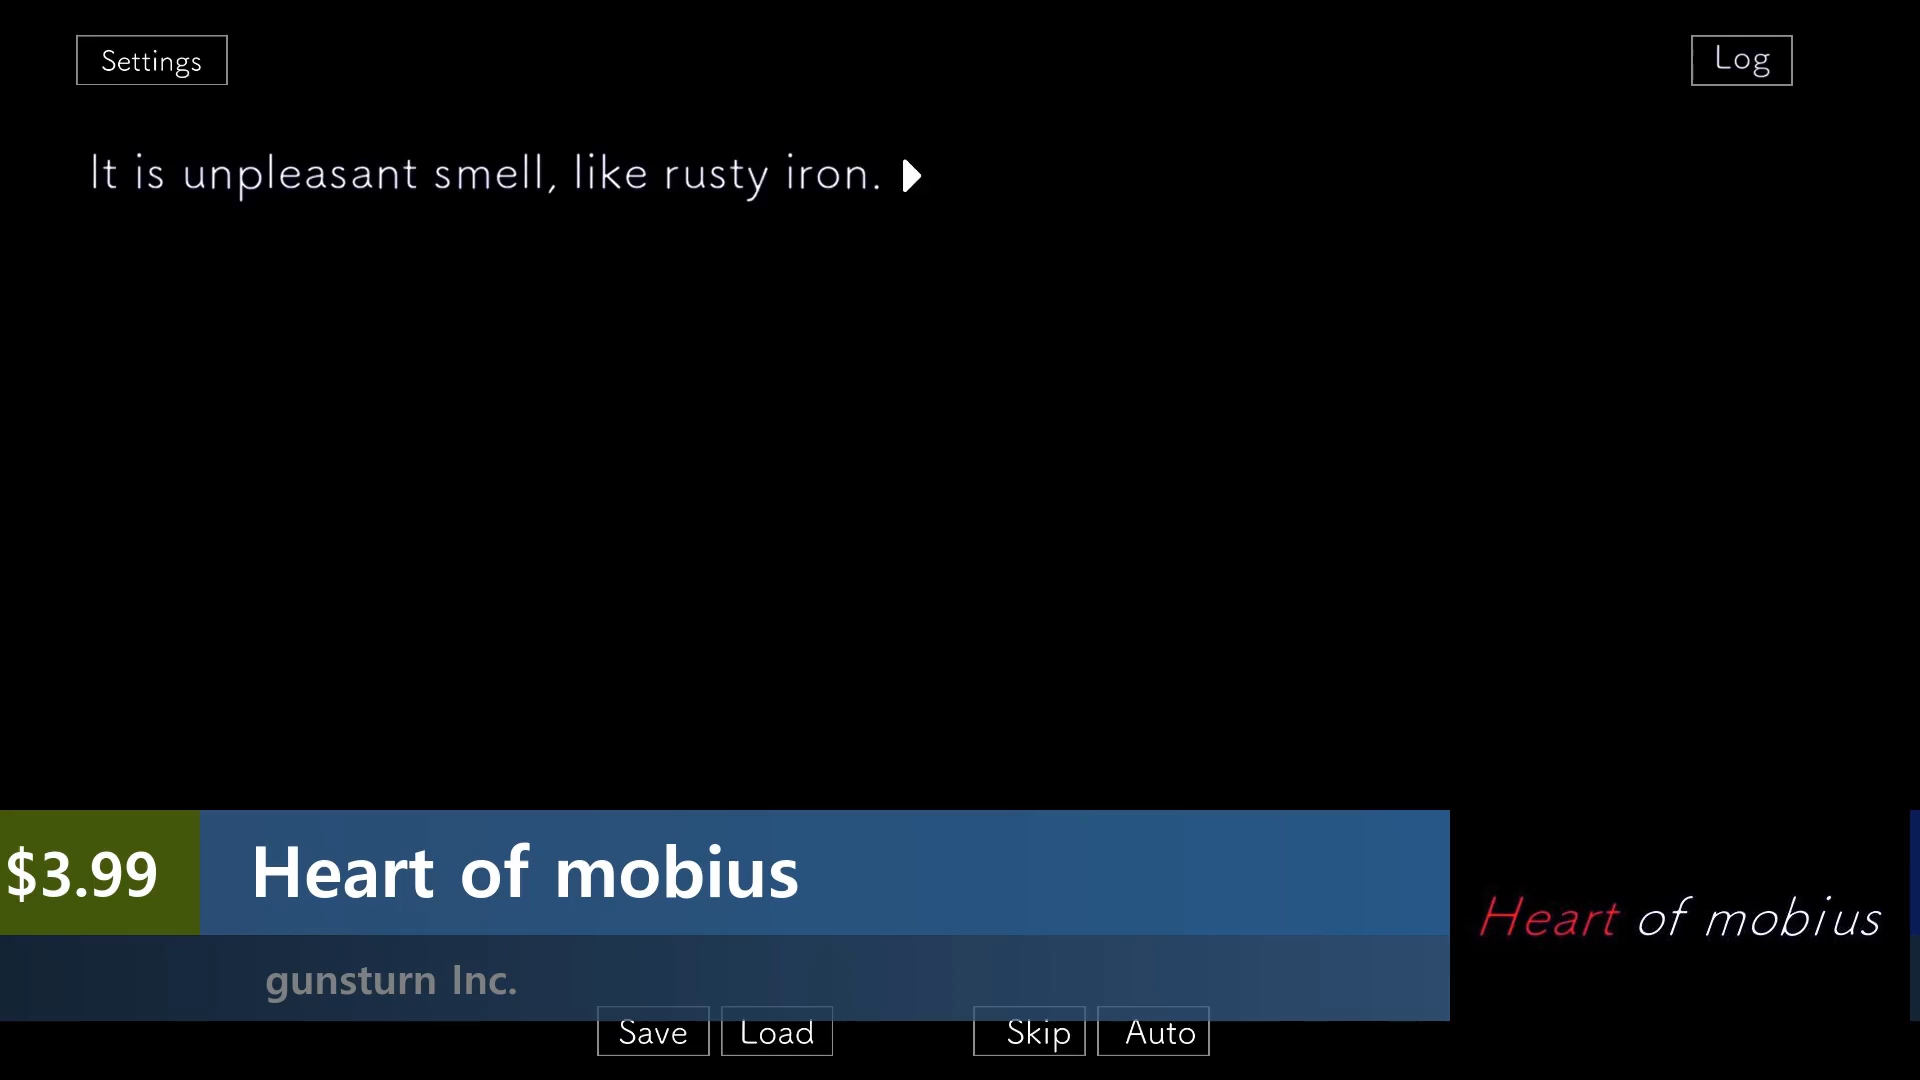 Settings
Log
It is unpleasant smell, like rusty iron.
$3.99
Heart of mobius
Heart of mobius
gunsturn Inc.
Save
Load
Skip
Auto